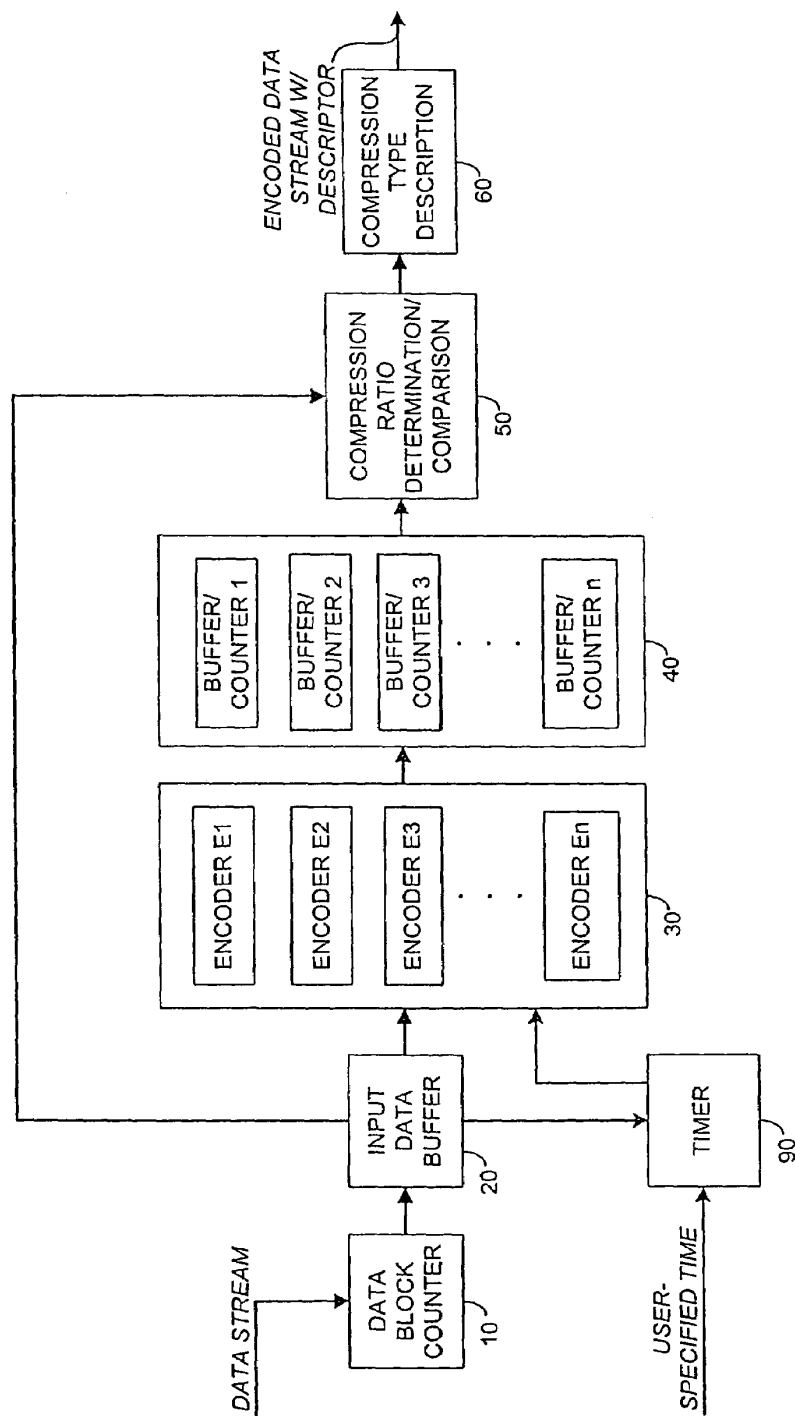 DATA STREAM
DATA
BLOCK
COUNTER
10
INPUT
DATA
BUFFER
20
USER-
SPECIFIED TIME
TIMER
90
ENCODER E1
ENCODER E2
ENCODER E3
. . .
ENCODER En
30
BUFFER/
COUNTER 1
BUFFER/
COUNTER 2
BUFFER/
COUNTER 3
. . .
BUFFER/
COUNTER n
40
COMPRESSION
RATIO
DETERMINATION/
COMPARISON
50
COMPRESSION
TYPE
DESCRIPTION
60
ENCODED DATA
STREAM W/
DESCRIPTOR